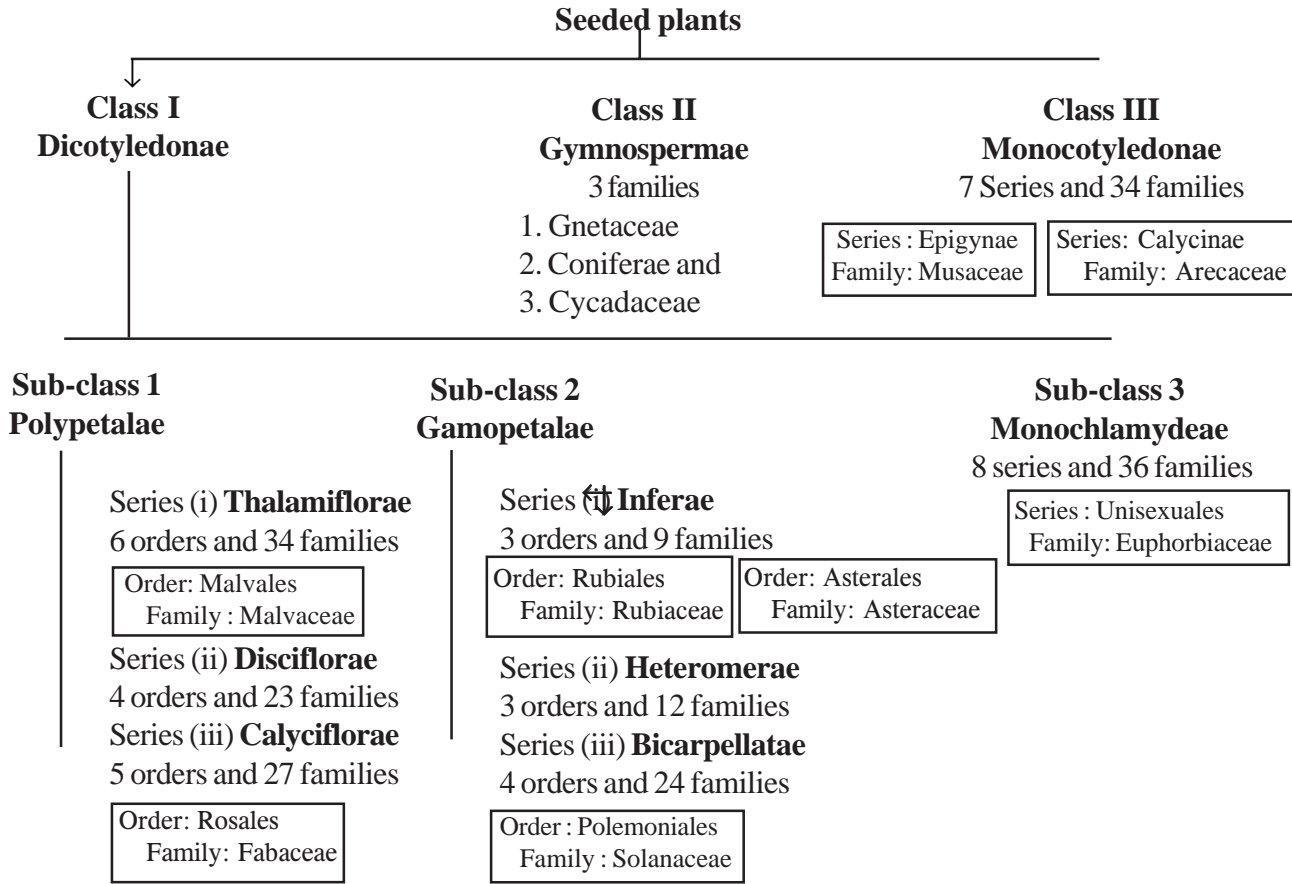 Seeded plants
Class I
Dicotyledonae
Class II
Gymnospermae
3 families
1. Gnetaceae
2. Coniferae and
3. Cycadaceae
Class III
Monocotyledonae
7 Series and 34 families
Series : Epigynae
Family: Musaceae
Series: Calycinae
Family: Arecaceae
Sub-class 1
Polypetalae
Series (i) Thalamiflorae
6 orders and 34 families
Order: Malvales
Family : Malvaceae
Series (ii) Disciflorae
4 orders and 23 families
Series (iii) Calyciflorae
5 orders and 27 families
Order: Rosales
Family: Fabaceae
Sub-class 2
Gamopetalae
Series (i) Inferae
3 orders and 9 families
Order: Rubiales
Family: Rubiaceae
Order: Asterales
Family: Asteraceae
Series (ii) Heteromerae
3 orders and 12 families
Series (iii) Bicarpellatae
4 orders and 24 families
Order : Polemoniales
Family : Solanaceae
Sub-class 3
Monochlamydeae
8 series and 36 families
Series : Unisexuales
Family: Euphorbiaceae